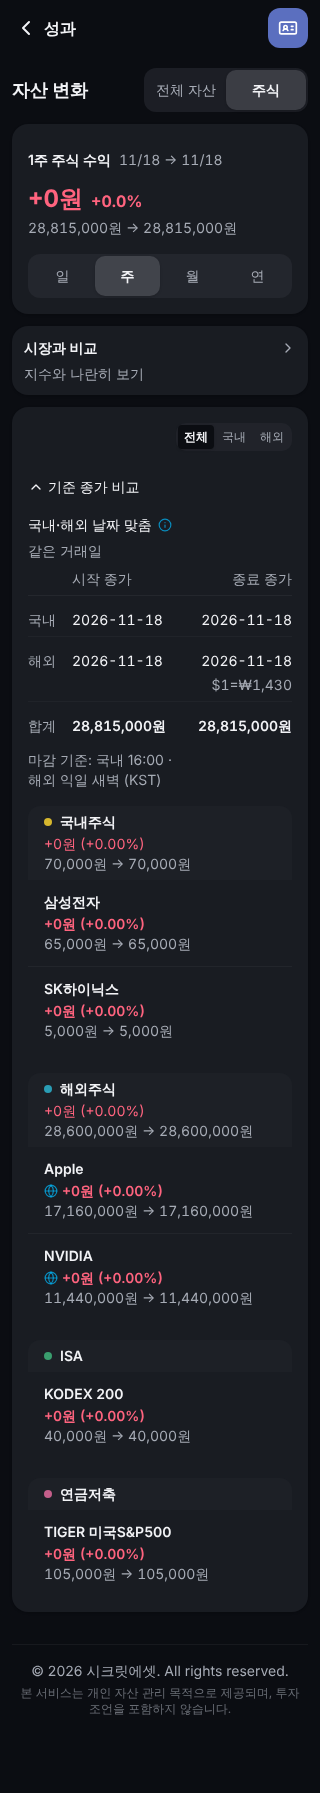 성과
자산 변화
전체 자산 주식
1주 주식 수익 11/18 → 11/18
+0원 +0.0%
28,815,000원 → 28,815,000원
일 주 월 연
시장과 비교
지수와 나란히 보기
전체 국내 해외
기준 종가 비교
국내·해외 날짜 맞춤
같은 거래일
시작 종가 종료 종가
국내 2026-11-18 2026-11-18
해외 2026-11-18 2026-11-18
$1=₩1,430
합계 28,815,000원 28,815,000원
마감 기준: 국내 16:00 ·
해외 익일 새벽 (KST)
국내주식
+0원 (+0.00%)
70,000원 → 70,000원
삼성전자
+0원 (+0.00%)
65,000원 → 65,000원
SK하이닉스
+0원 (+0.00%)
5,000원 → 5,000원
해외주식
+0원 (+0.00%)
28,600,000원 → 28,600,000원
Apple
+0원 (+0.00%)
17,160,000원 → 17,160,000원
NVIDIA
+0원 (+0.00%)
11,440,000원 → 11,440,000원
ISA
KODEX 200
+0원 (+0.00%)
40,000원 → 40,000원
연금저축
TIGER 미국S&P500
+0원 (+0.00%)
105,000원 → 105,000원
© 2026 시크릿에셋. All rights reserved.
본 서비스는 개인 자산 관리 목적으로 제공되며, 투자
조언을 포함하지 않습니다.